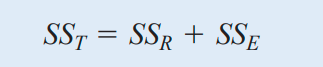 SS_T = SS_R + SS_E